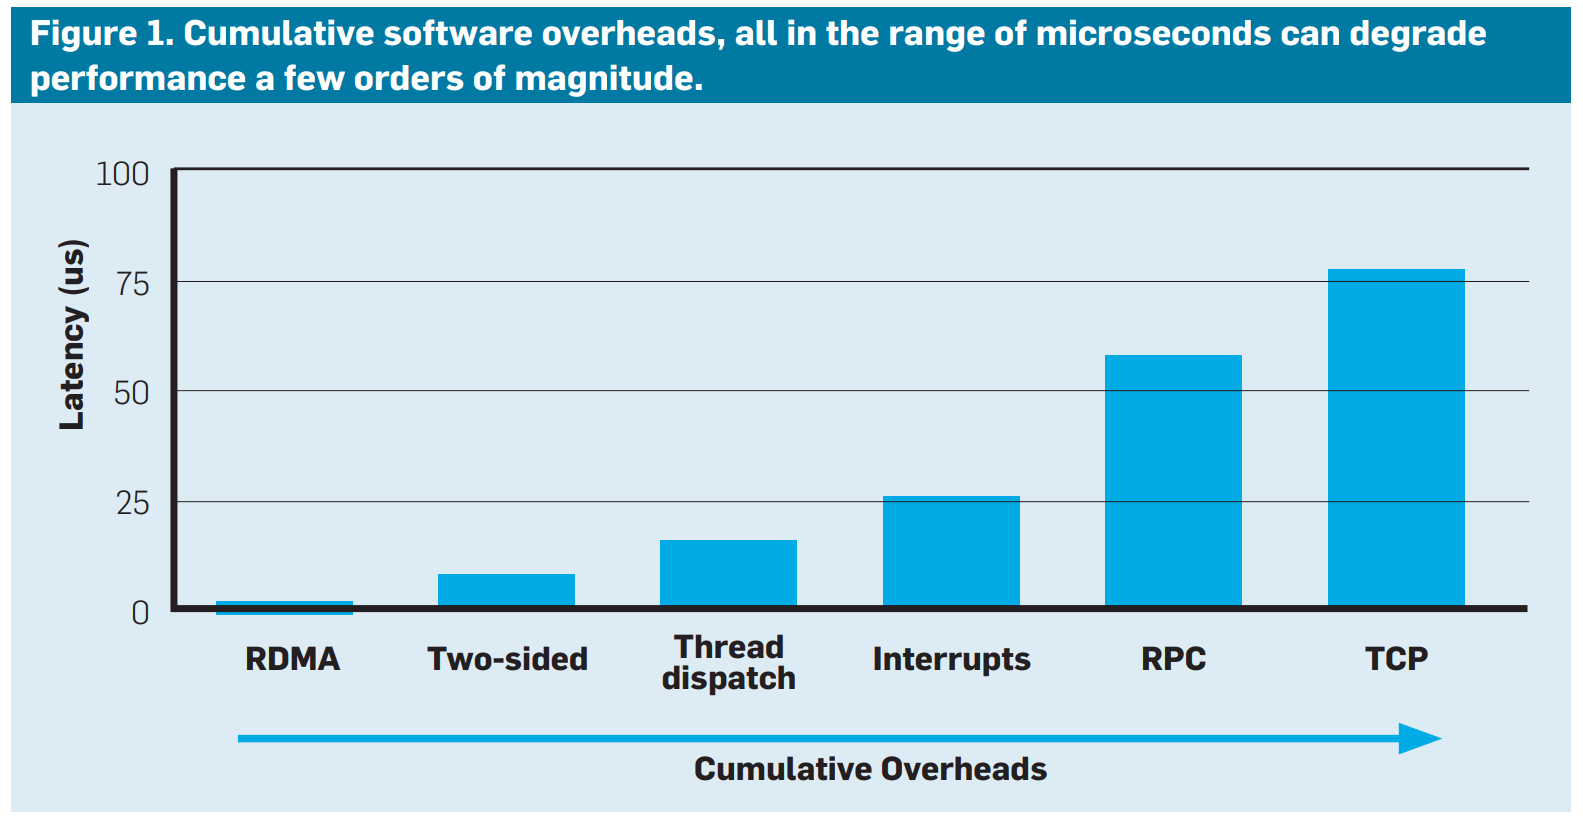 Figure 1. Cumulative software overheads, all in the range of microseconds can degrade
performance a few orders of magnitude.
100
75
50
25
0
Latency (us)
RDMA
Two-sided
Thread
dispatch
Interrupts
RPC
TCP
Cumulative Overheads